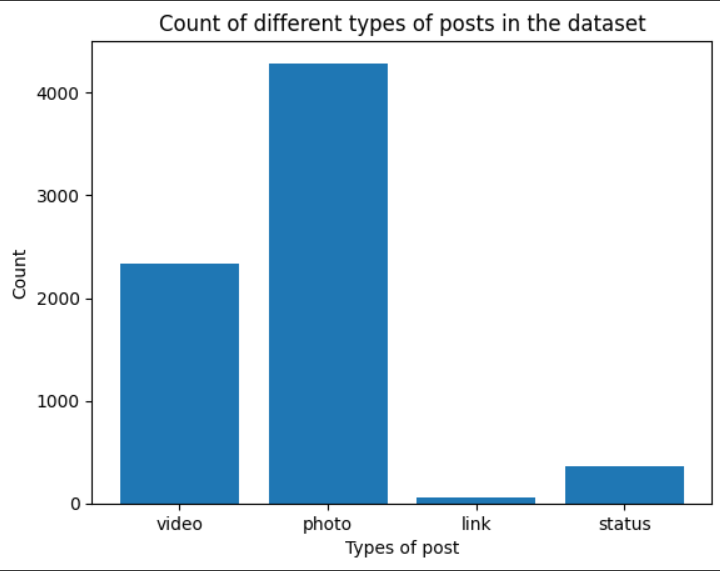 Count of different types of posts in the dataset
Count
4000
3000
2000
1000
0
video photo link status
Types of post